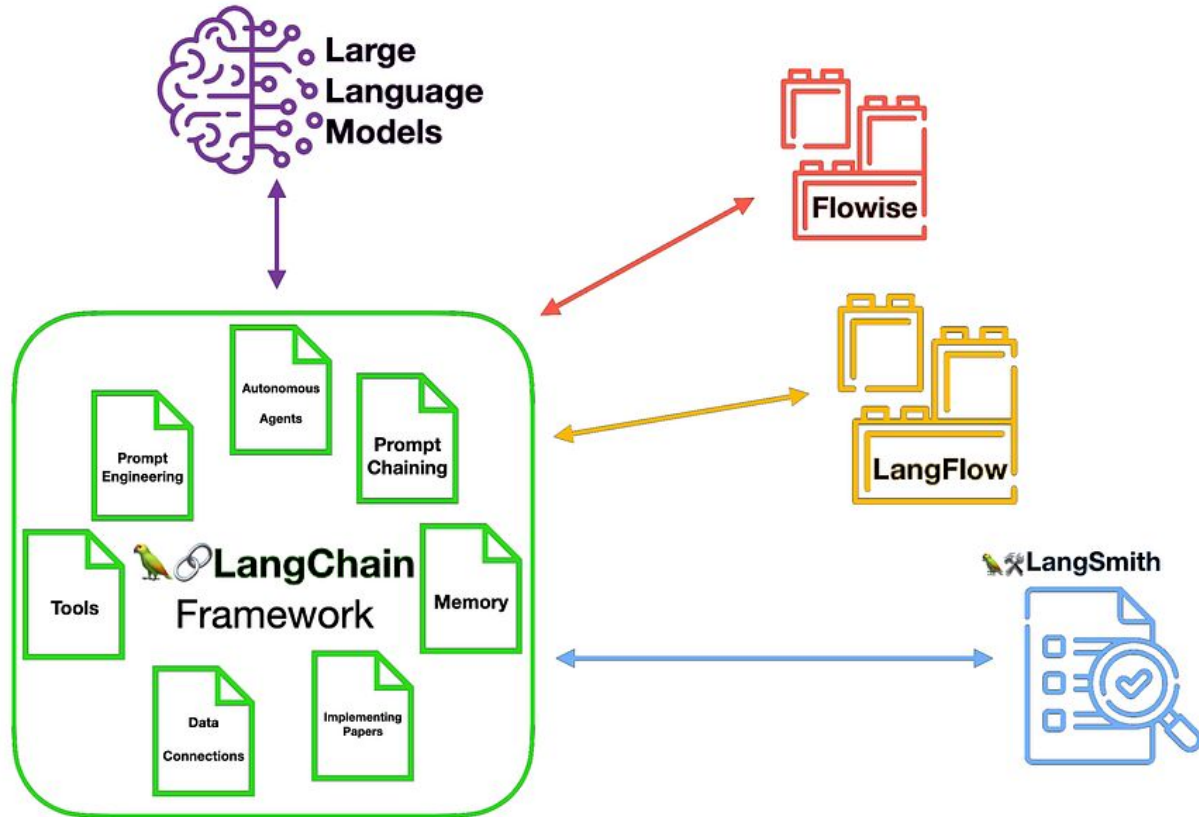 Large
Language
Models
Flowise
Autonomous
Agents
Prompt
Chaining
Prompt
Engineering
LangFlow
🦜🔗LangChain
Framework
Tools
Memory
🦜🛠️LangSmith
Data
Connections
Implementing
Papers